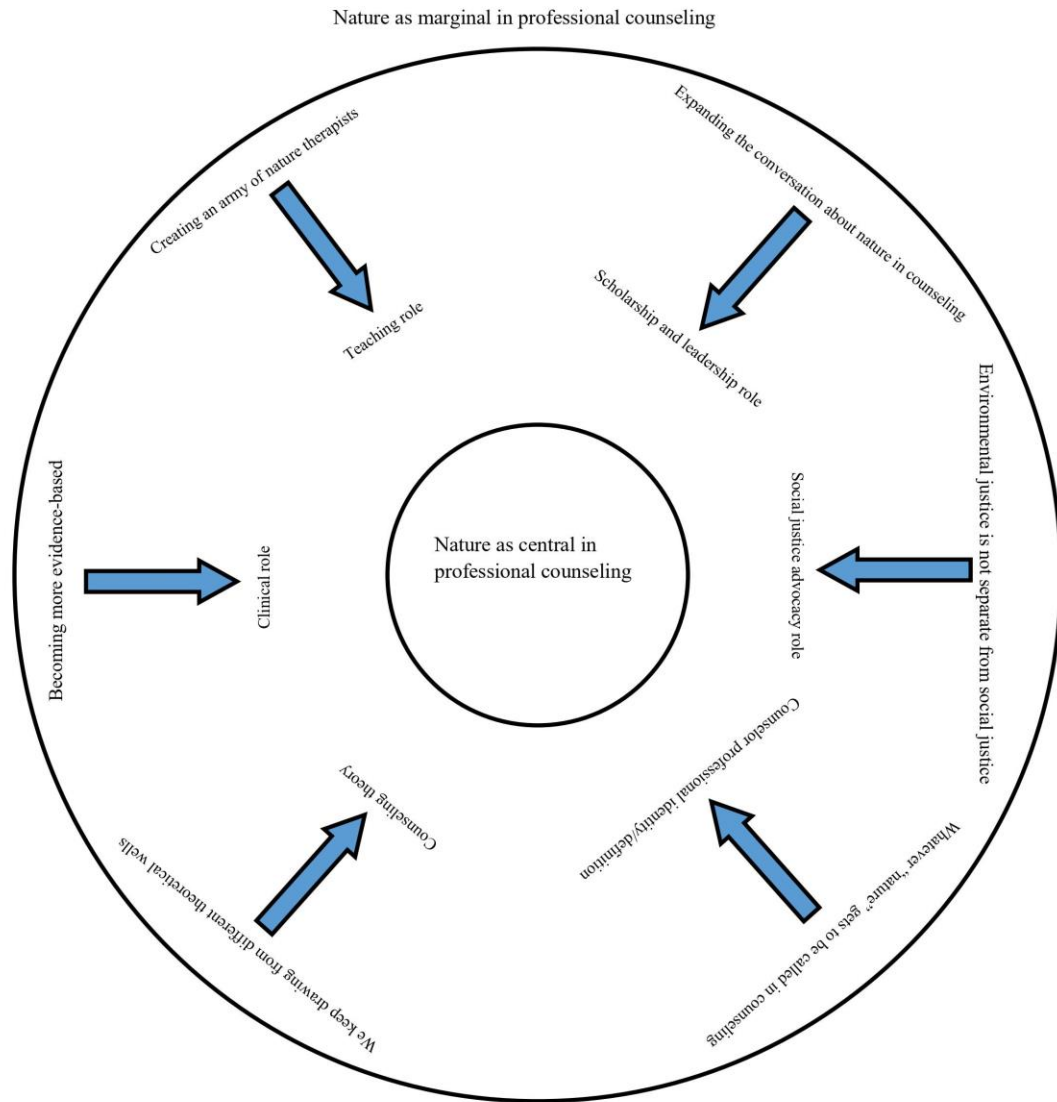 Nature as marginal in professional counseling
Creating an army of nature therapists
Teaching role
Expanding the conversation about nature in counseling
Scholarship and leadership role
Environmental justice is not separate from social justice
Social justice advocacy role
Whatever “nature” gets to be called in counseling
Counselor professional identity/definition
We keep drawing from different theoretical wells
Counseling theory
Becoming more evidence-based
Clinical role
Nature as central in
professional counseling